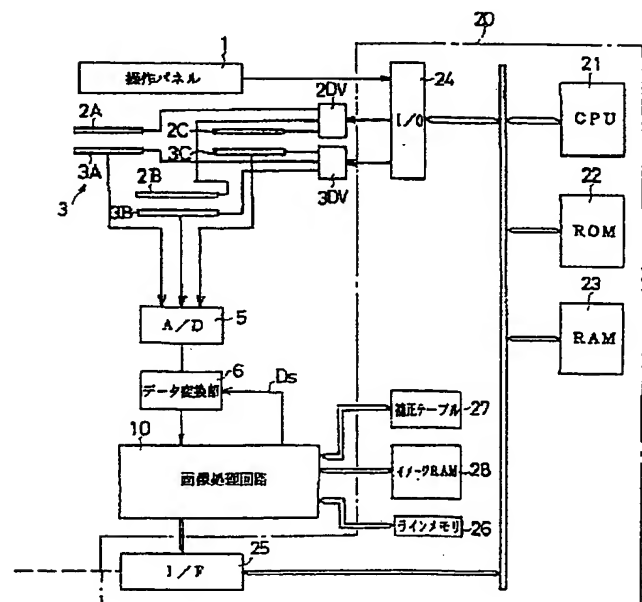 20
1
操作パネル
24
I/O
21
CPU
2DV
2A
2C
3A
3C
3
2B
3B
3DV
22
ROM
23
RAM
A/D
5
6
データ変換部
Ds
10
画像処理回路
補正テーブル
27
イメージRAM
28
ラインメモリ
26
25
I/F